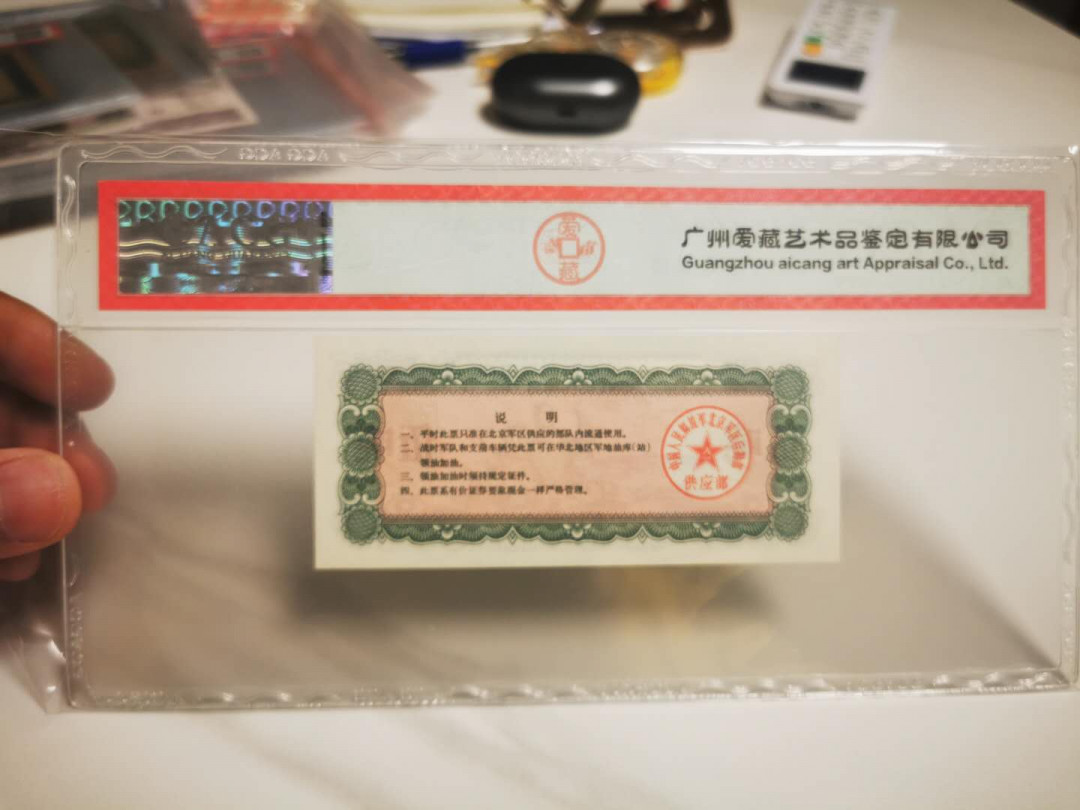 广州爱藏艺术品鉴定有限公司
Guangzhou aicang art Appraisal Co., Ltd.
爱
藏
说 明
一、平时此票只准在北京军区供应的部队内流通使用。
二、战时军队和支前车辆凭此票可在华北地区军地油库(站)
领油加油。
三、领油加油时须持规定证件。
四、此票系有价证券要款现金一样严格管理。
供应部